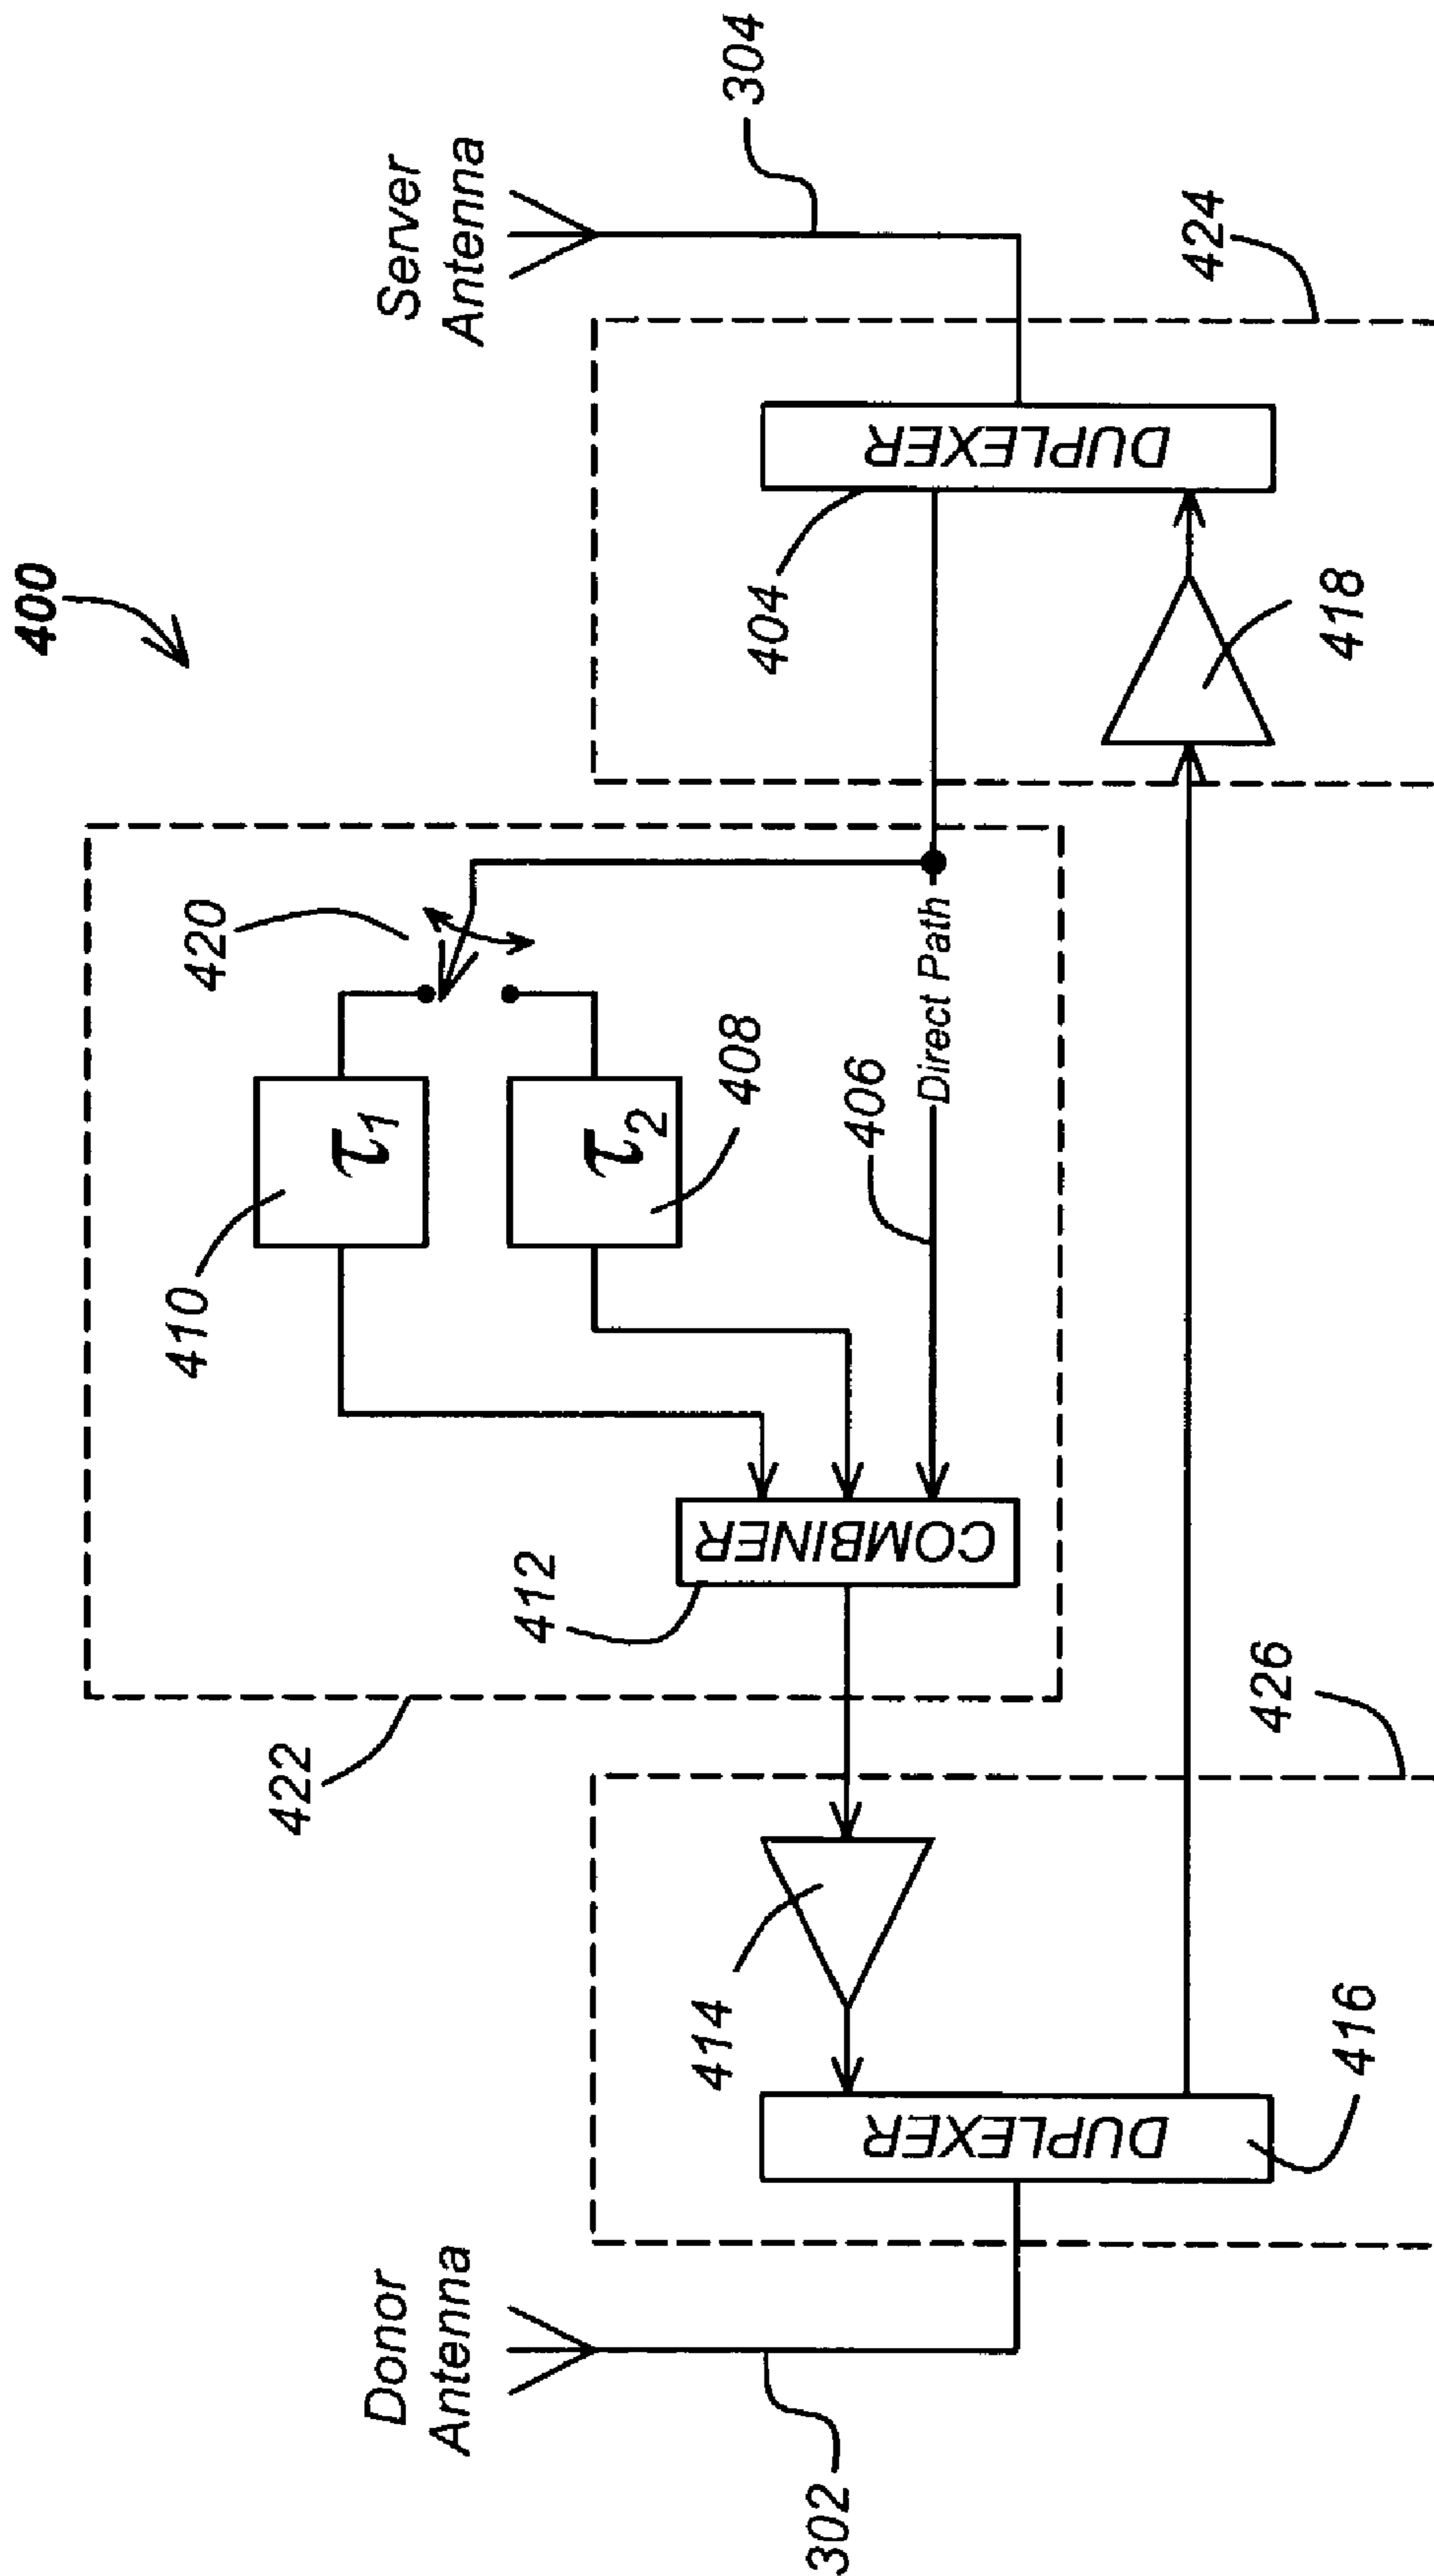 400
Donor
Antenna
302
Server
Antenna
304
422
420
410
τ1
τ2
408
406
Direct Path
412
COMBINER
404
DUPLEXER
424
418
414
426
DUPLEXER
416